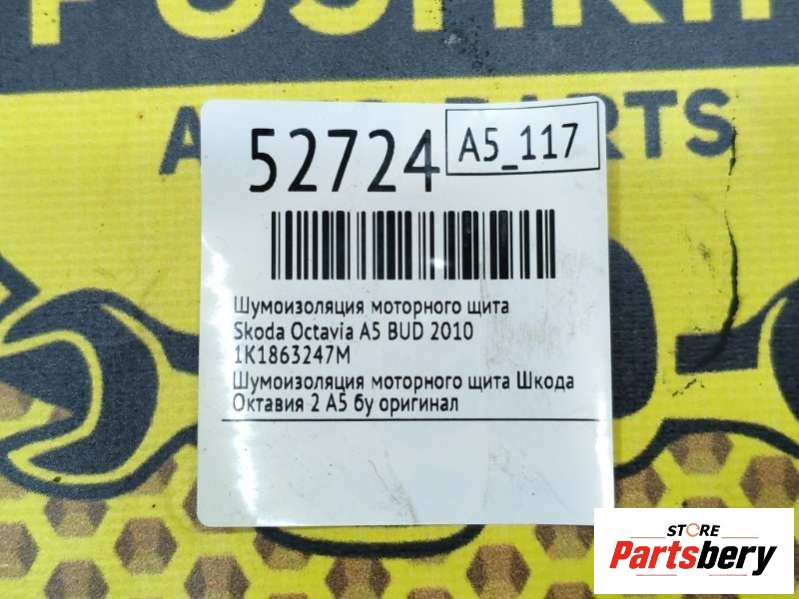 PARTS
52724
A5_117
Шумоизоляция моторного щита
Skoda Octavia A5 BUD 2010
1K1863247M
Шумоизоляция моторного щита Шкода
Октавия 2 А5 бу оригинал
STORE
Partsbery